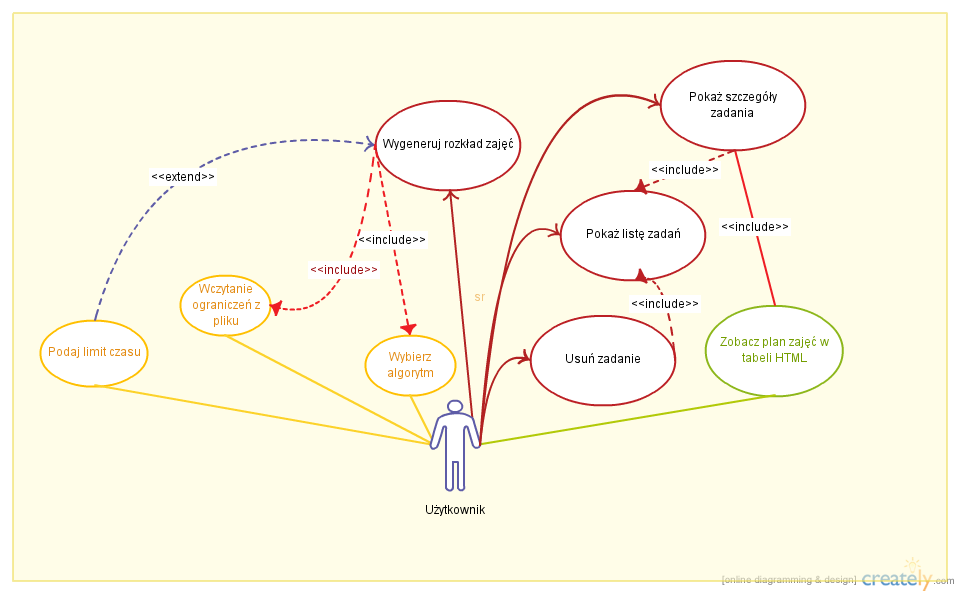 Pokaż szczegóły
zadania
Wygeneruj rozkład zajęć
<<include>>
<<extend>>
<<include>>
Pokaż listę zadań
<<include>>
<<include>>
Wczytanie
ograniczeń z
pliku
sr
<<include>>
Podaj limit czasu
Wybierz
algorytm
Usuń zadanie
Zobacz plan zajęć w
tabeli HTML
Użytkownik
[online diagramming & design] creately.com